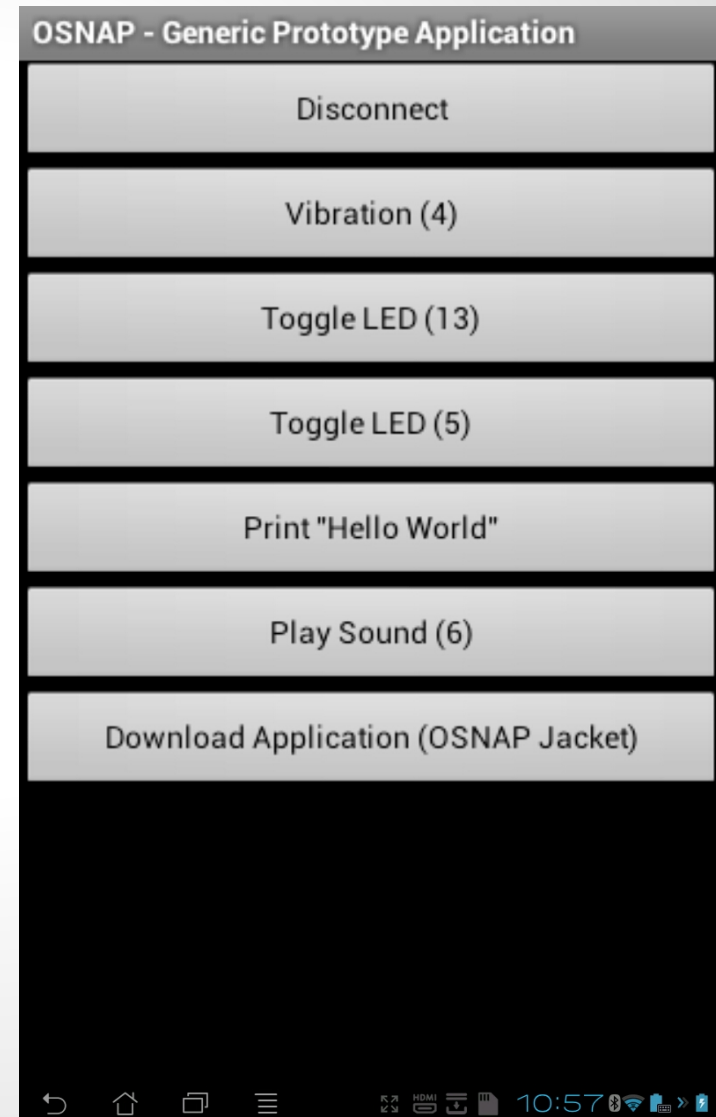 OSNAP - Generic Prototype Application
Disconnect
Vibration (4)
Toggle LED (13)
Toggle LED (5)
Print "Hello World"
Play Sound (6)
Download Application (OSNAP Jacket)
HDMI 10:57